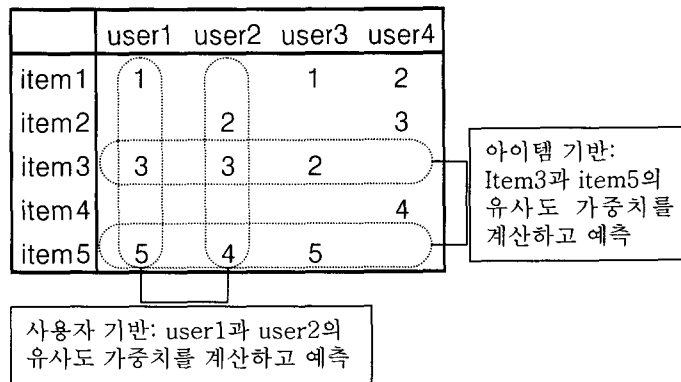 user1 user2 user3 user4
item1 1 1 2
item2 2 3
item3 3 3 2
item4 4
item5 5 4 5
아이템 기반:
Item3과 item5의
유사도 가중치를
계산하고 예측
사용자 기반: user1과 user2의
유사도 가중치를 계산하고 예측